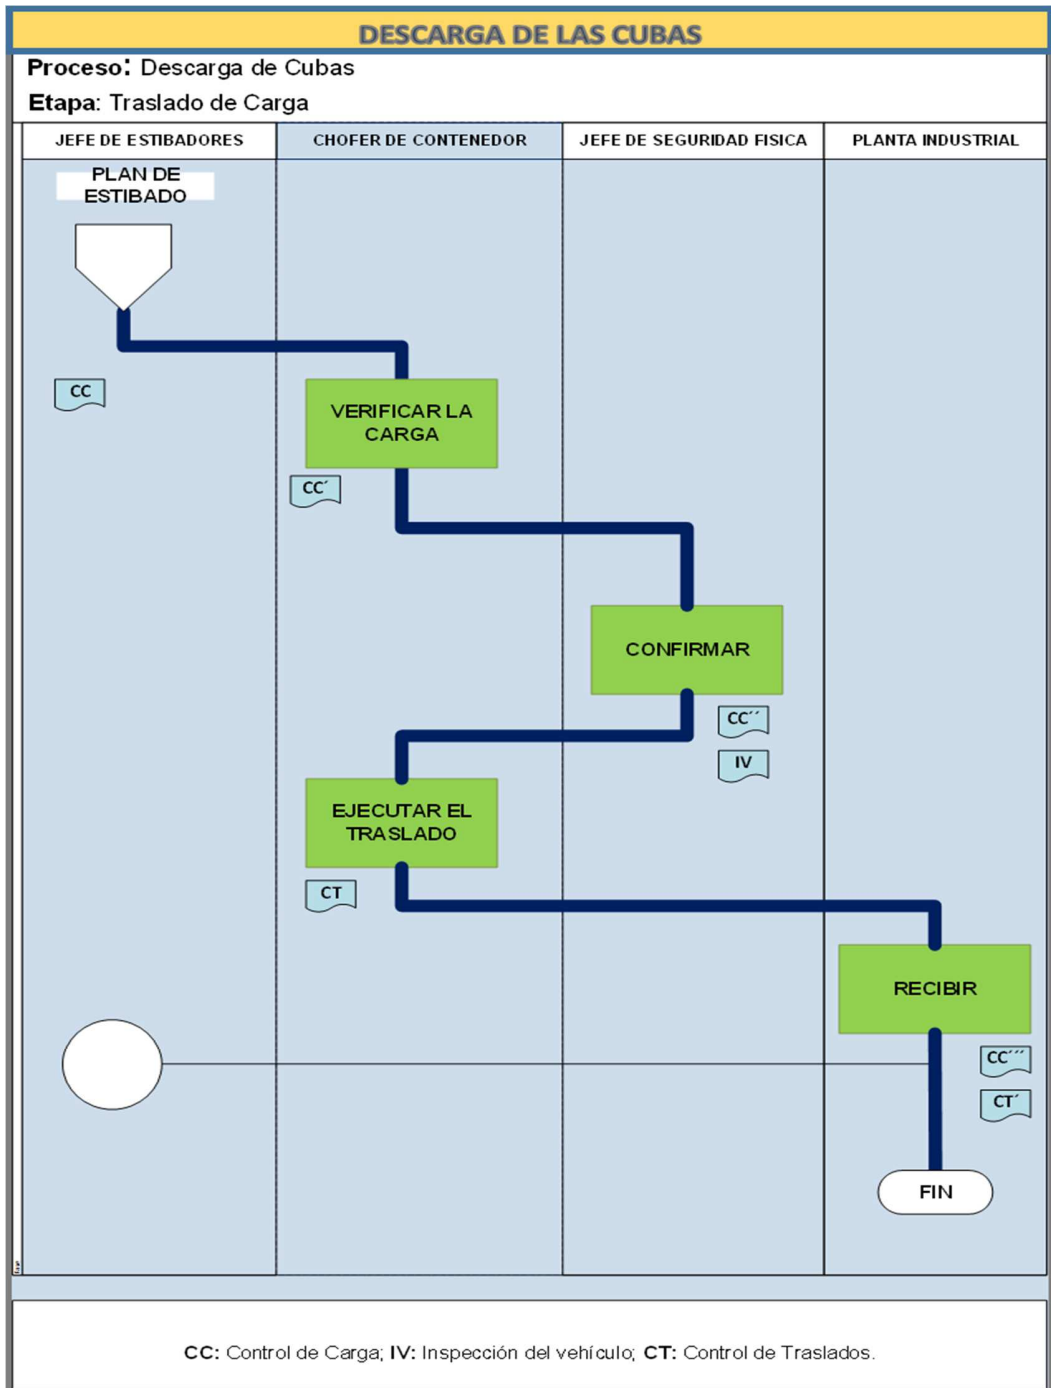 DESCARGA DE LAS CUBAS
Proceso: Descarga de Cubas
Etapa: Traslado de Carga
JEFE DE ESTIBADORES
CHOFER DE CONTENEDOR
JEFE DE SEGURIDAD FISICA
PLANTA INDUSTRIAL
PLAN DE
ESTIBADO
CC
VERIFICAR LA
CARGA
CC´
CONFIRMAR
CC´´
IV
EJECUTAR EL
TRASLADO
CT
RECIBIR
CC´´´
CT´
FIN
CC: Control de Carga; IV: Inspección del vehículo; CT: Control de Traslados.